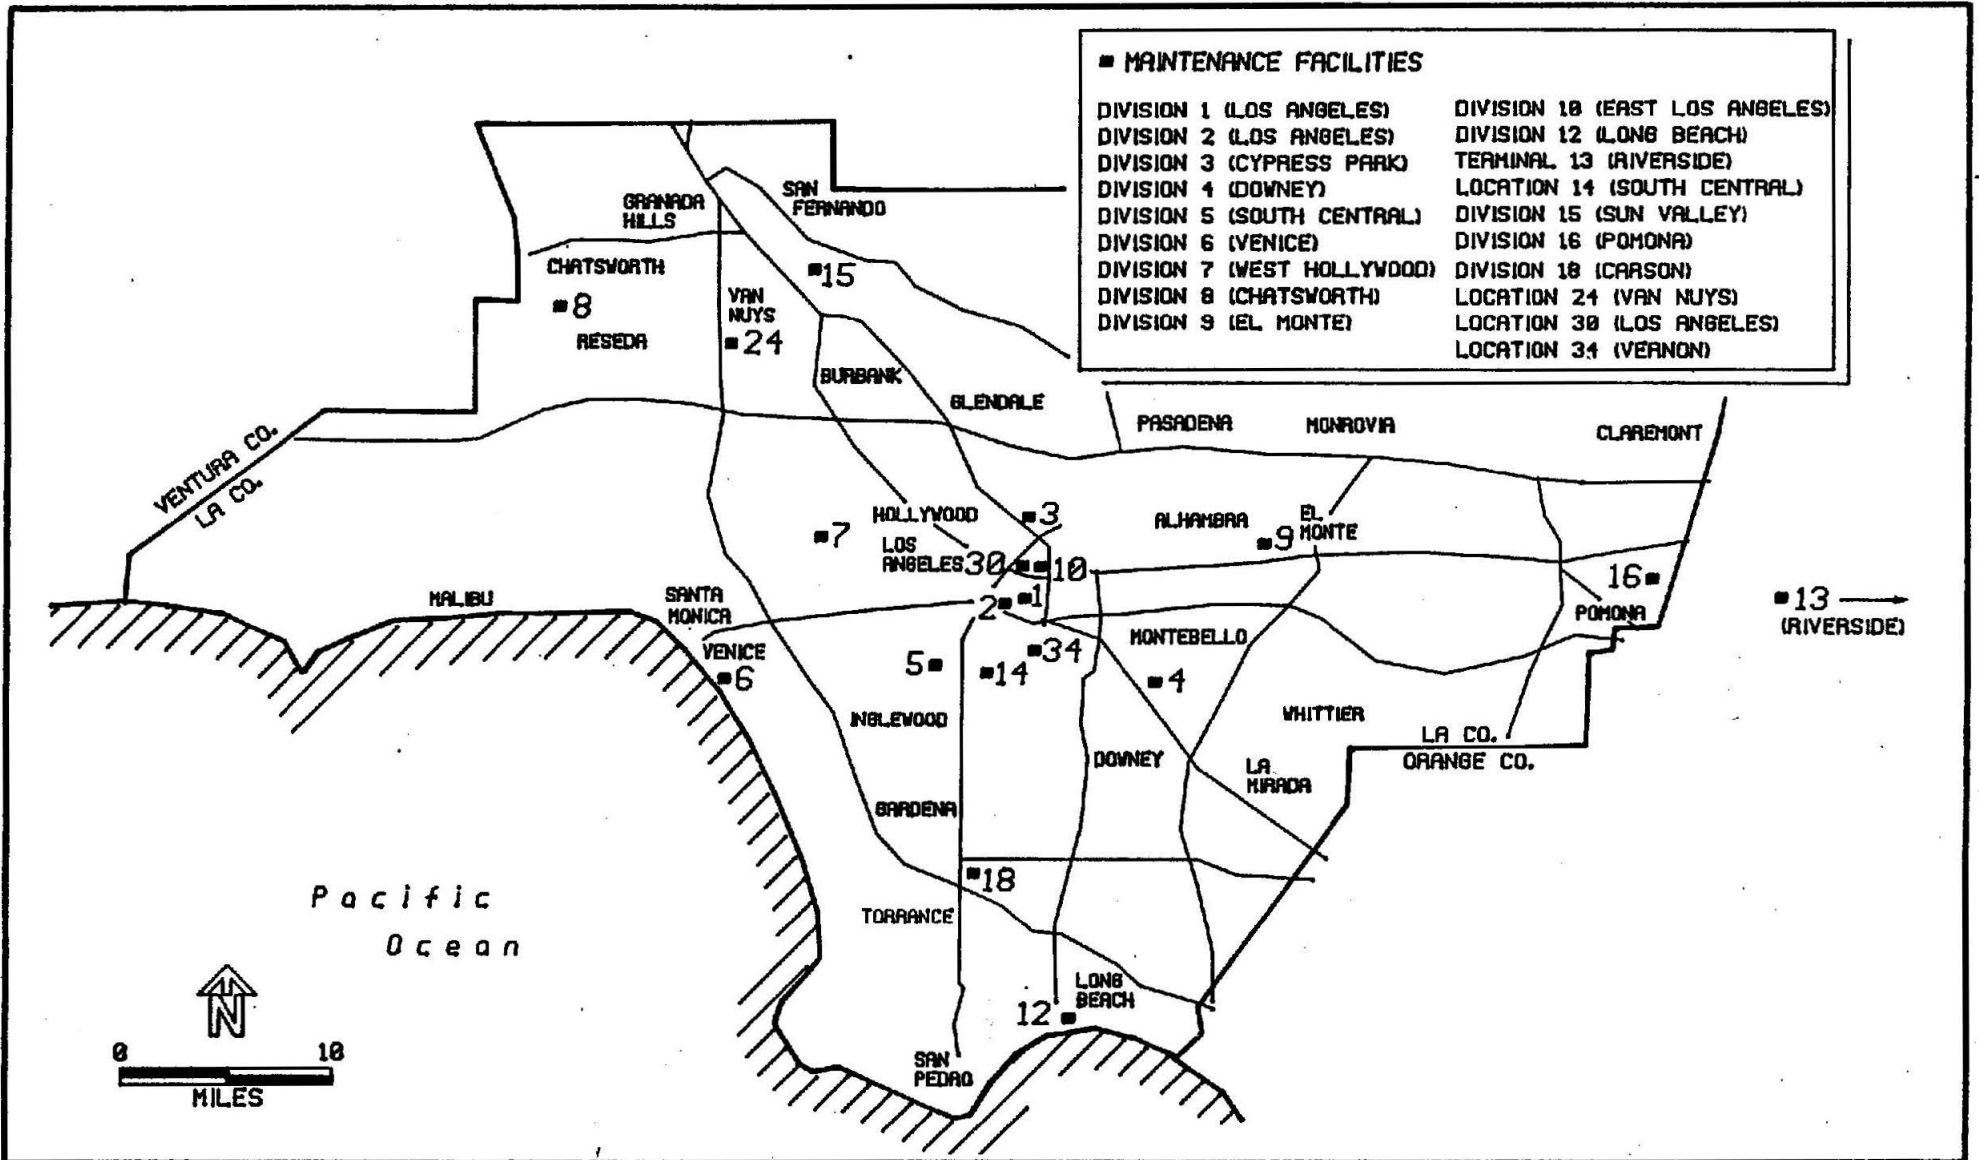 ■ MAINTENANCE FACILITIES
DIVISION 1 (LOS ANGELES)
DIVISION 2 (LOS ANGELES)
DIVISION 3 (CYPRESS PARK)
DIVISION 4 (DOWNEY)
DIVISION 5 (SOUTH CENTRAL)
DIVISION 6 (VENICE)
DIVISION 7 (WEST HOLLYWOOD)
DIVISION 8 (CHATSWORTH)
DIVISION 9 (EL MONTE)
DIVISION 10 (EAST LOS ANGELES)
DIVISION 12 (LONG BEACH)
TERMINAL 13 (RIVERSIDE)
LOCATION 14 (SOUTH CENTRAL)
DIVISION 15 (SUN VALLEY)
DIVISION 16 (POMONA)
DIVISION 18 (CARSON)
LOCATION 24 (VAN NUYS)
LOCATION 30 (LOS ANGELES)
LOCATION 34 (VERNON)
SAN
FERNANDO
GRANADA
HILLS
CHATSWORTH
15
8
VAN
NUYS
24
RESEDA
BURBANK
GLENDALE
PASADENA
MONROVIA
CLAREMONT
VENTURA CO.
LA CO.
HOLLYWOOD
3
ALHAMBRA
EL
MONTE
9
7
LOS
ANGELES
30
10
16
POMONA
13
(RIVERSIDE)
MALIBU
SANTA
MONICA
2
1
VENICE
6
5
14
34
MONTEBELLO
4
INGLEWOOD
WHITTIER
LA CO.
ORANGE CO.
DOWNEY
LA
MIRADA
GARDENA
18
TORRANCE
Pacific
Ocean
LONG
BEACH
12
SAN
PEDRO
N
0 10
MILES